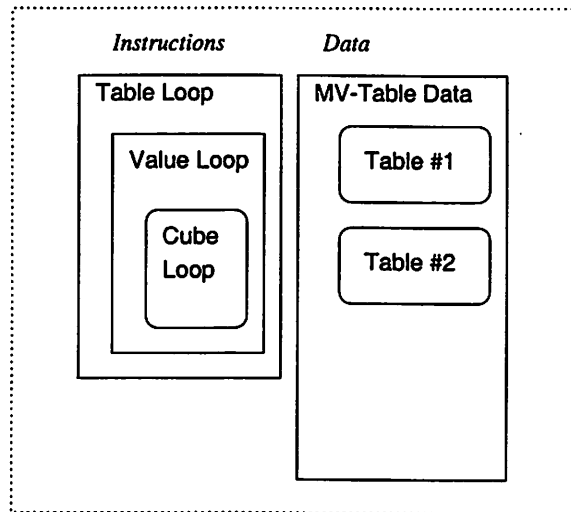 Instructions Data
Table Loop
Value Loop
Cube
Loop
MV-Table Data
Table #1
Table #2